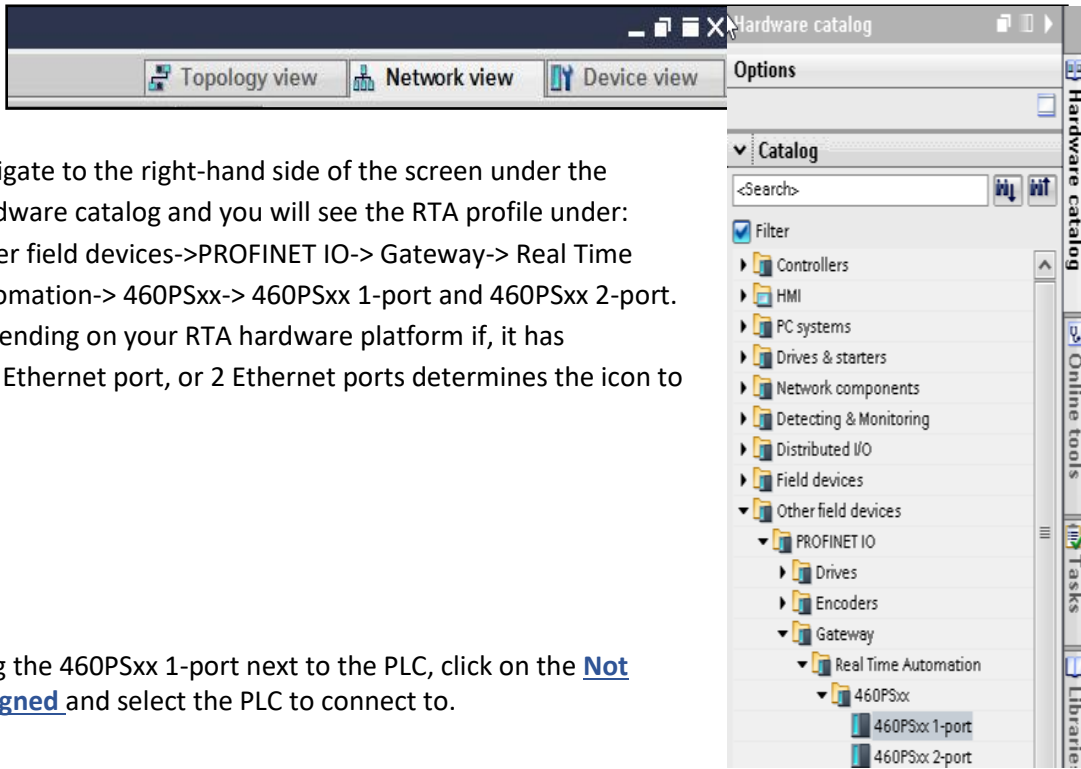 Topology view
Network view
Device view
igate to the right-hand side of the screen under the
dware catalog and you will see the RTA profile under:
er field devices->PROFINET IO-> Gateway-> Real Time
omation-> 460PSxx-> 460PSxx 1-port and 460PSxx 2-port.
ending on your RTA hardware platform if, it has
Ethernet port, or 2 Ethernet ports determines the icon to
g the 460PSxx 1-port next to the PLC, click on the Not
gned and select the PLC to connect to.
Hardware catalog
Options
Catalog
<Search>
Filter
Controllers
HMI
PC systems
Drives & starters
Network components
Detecting & Monitoring
Distributed I/O
Field devices
Other field devices
PROFINET IO
Drives
Encoders
Gateway
Real Time Automation
460PSxx
460PSxx 1-port
460PSxx 2-port
Hardware catalog
Online tools
Tasks
Libraries